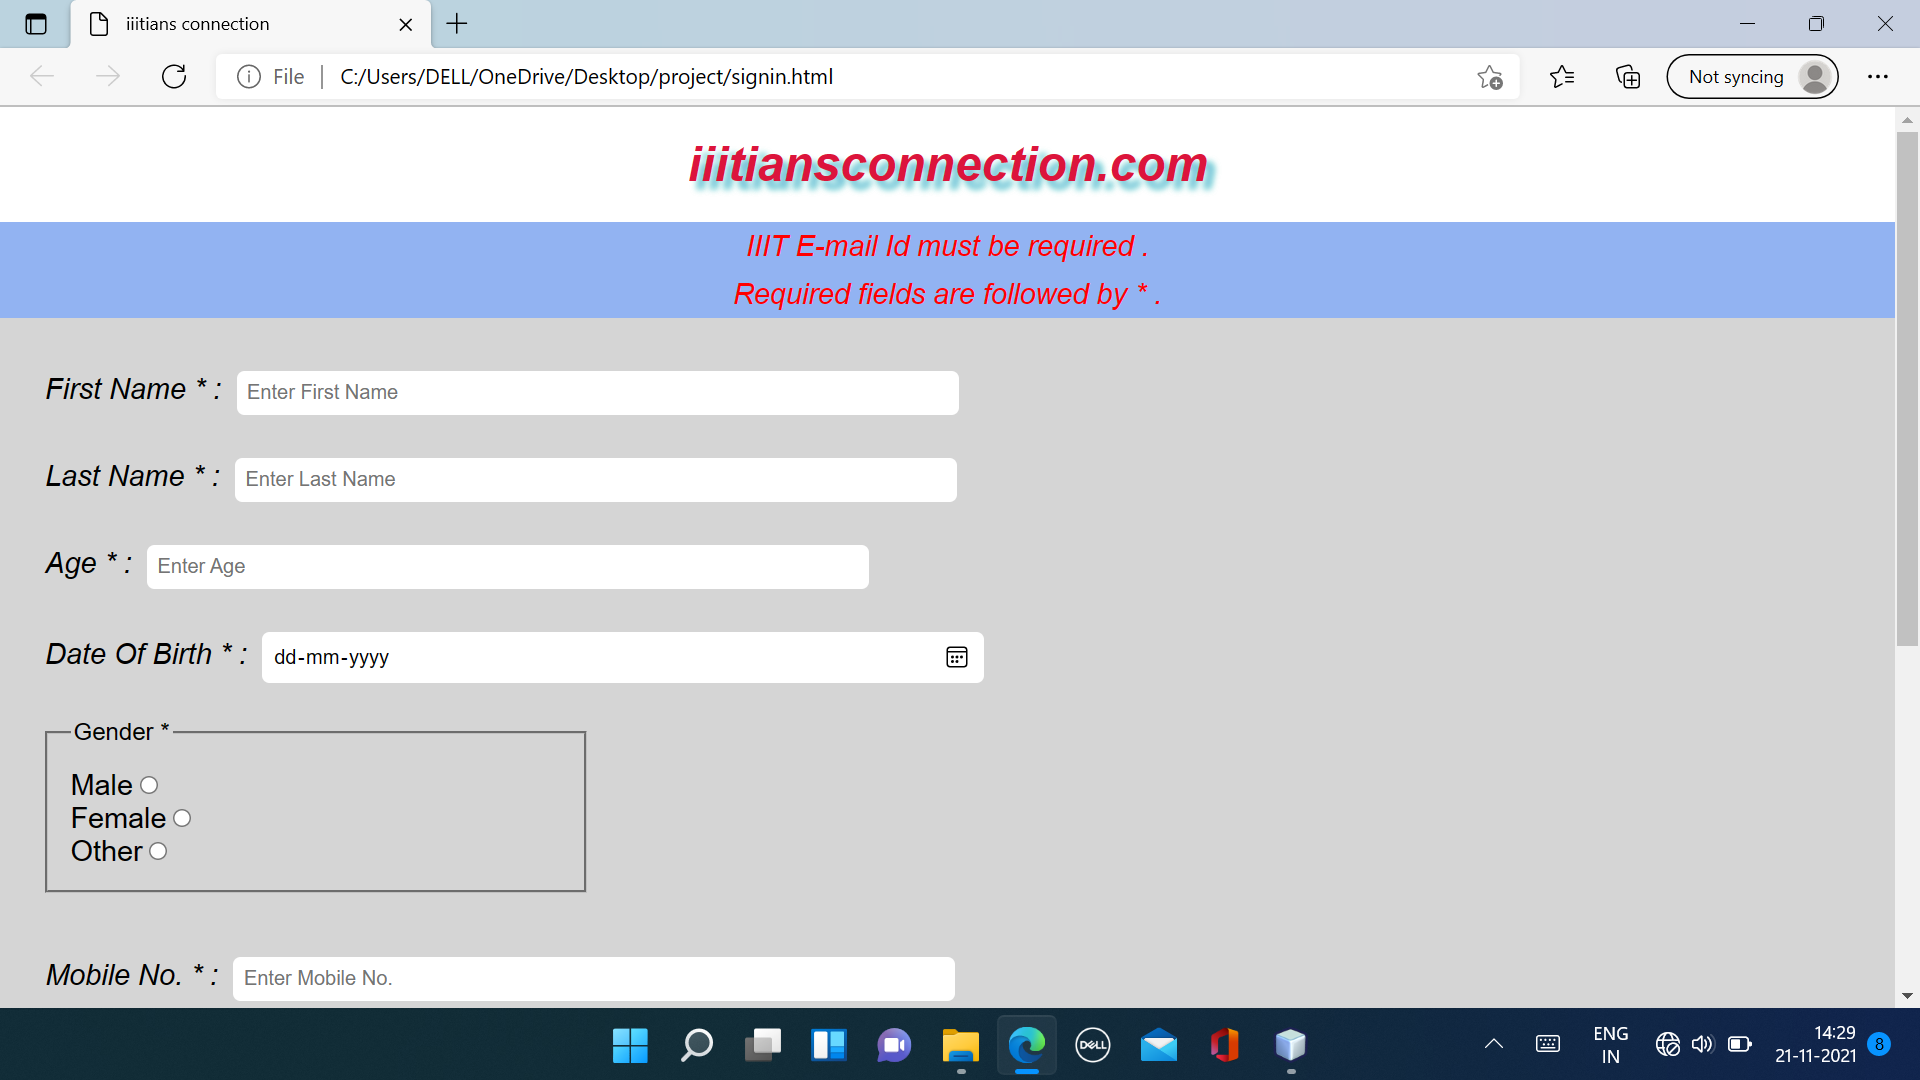 iiitians connection
File
C:/Users/DELL/OneDrive/Desktop/project/signin.html
Not syncing
iiitiansconnection.com
IIIT E-mail Id must be required .
Required fields are followed by * .
First Name * :
Enter First Name
Last Name * :
Enter Last Name
Age * :
Enter Age
Date Of Birth * :
dd-mm-yyyy
Gender *
Male
Female
Other
Mobile No. * :
Enter Mobile No.
DELL
ENG
IN
14:29
21-11-2021
8